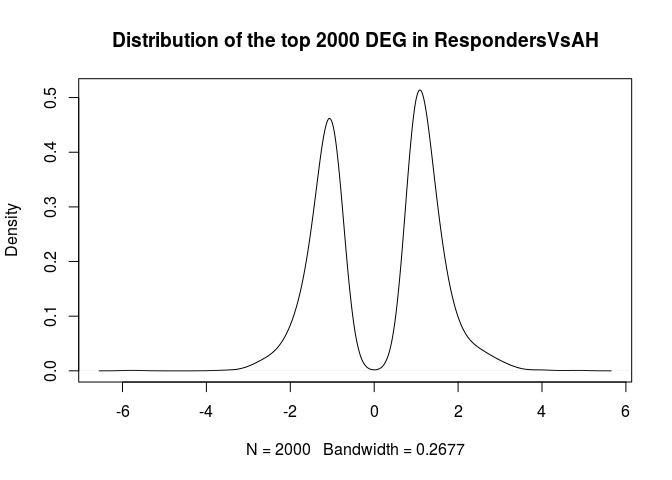 Distribution of the top 2000 DEG in RespondersVsAH
0.5
0.4
0.3
0.2
0.1
0.0
Density
-6 -4 -2 0 2 4 6
N = 2000 Bandwidth = 0.2677